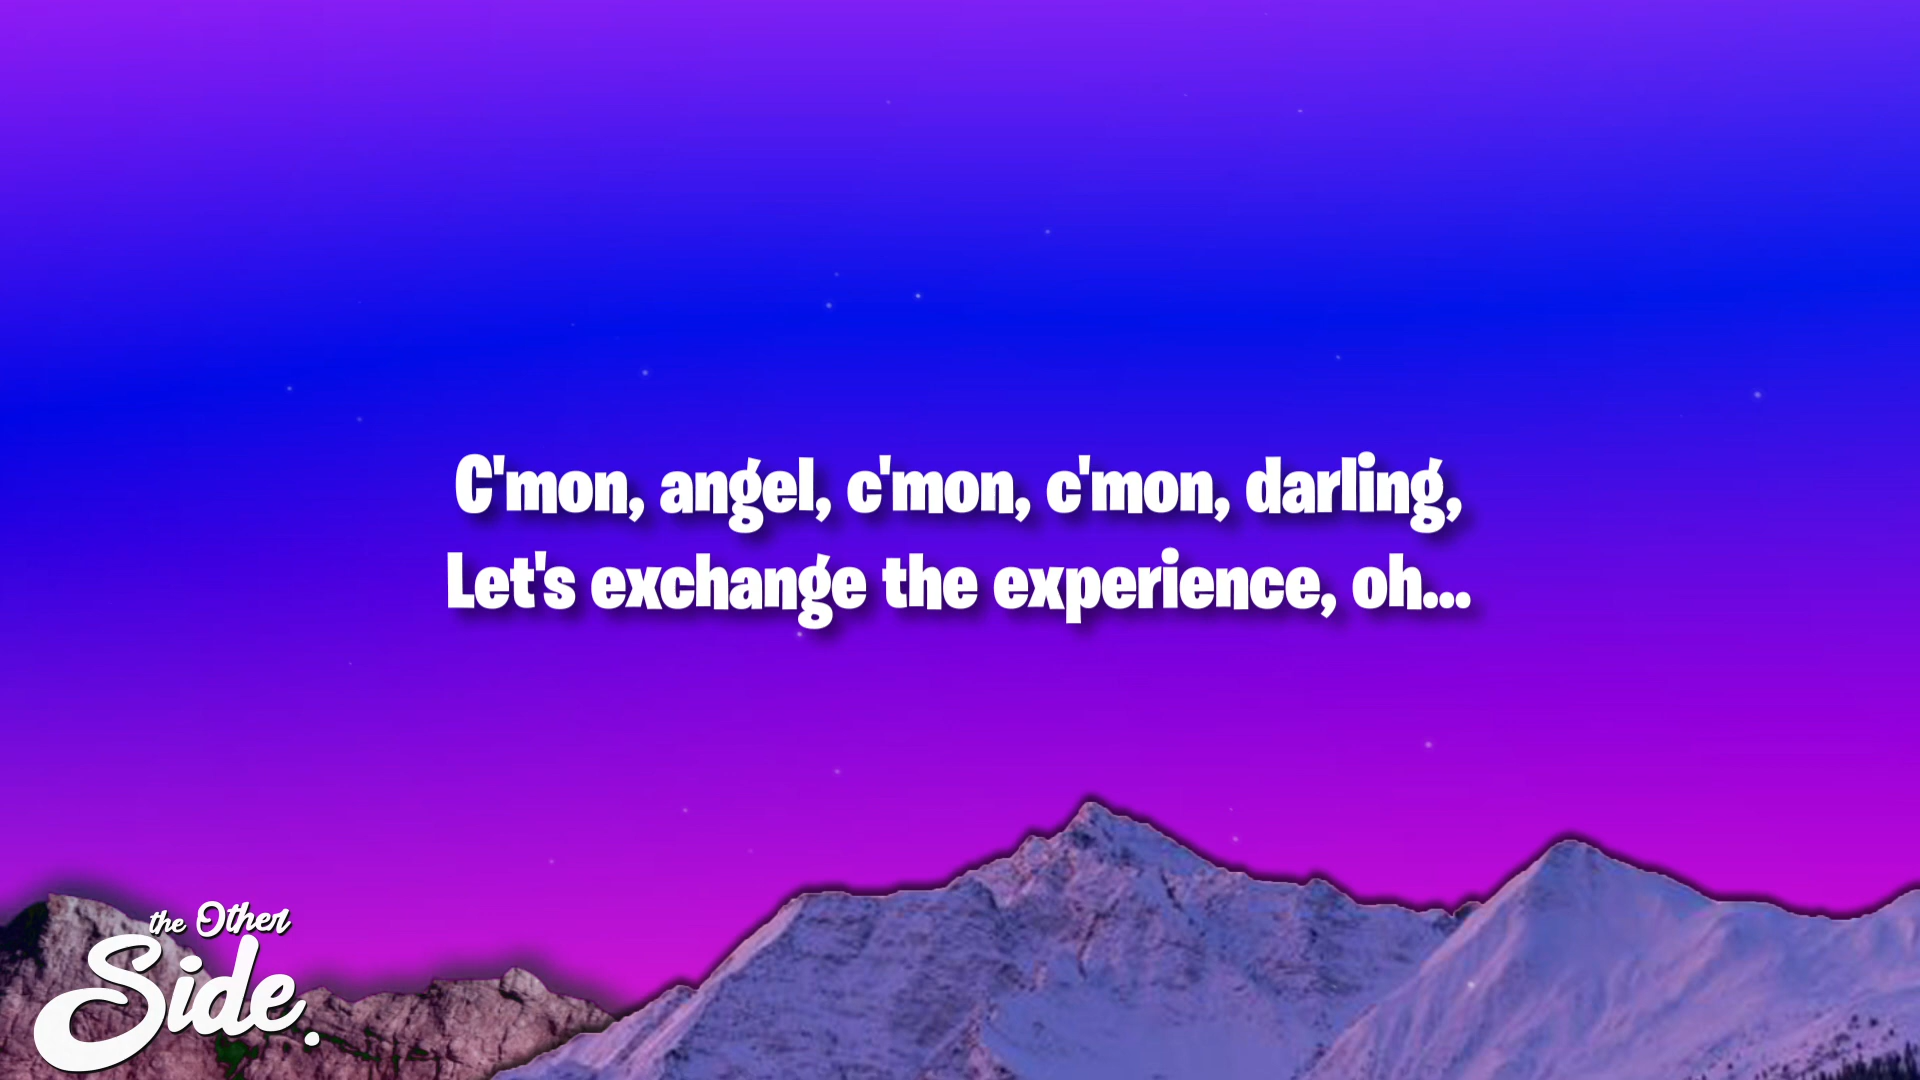 C'mon, angel, c'mon, c'mon, darling,
Let's exchange the experience, oh...
the Other
Side.